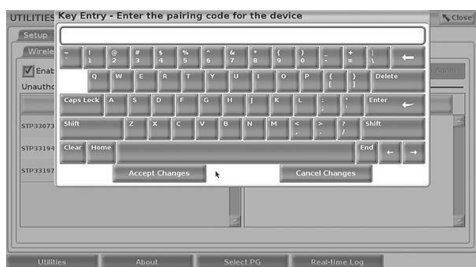 UTILITIES
Key Entry - Enter the pairing code for the device
Close
Setup
Wirele
Enab
Unautho
~ ` ! 1 @ 2 # 3 $ 4 % 5 ^ 6 & 7 * 8 ( 9 ) 0 _ - + = | \ ←
Q W E R T Y U I O P { [ } ] Delete
Caps Lock A S D F G H J K L : ; " ' Enter
Shift Z X C V B N M < , > . ? / Shift
Clear Home End ← →
Accept Changes Cancel Changes
STP33073
STP33194
STP33197
Utilities About Select PG Real-time Log